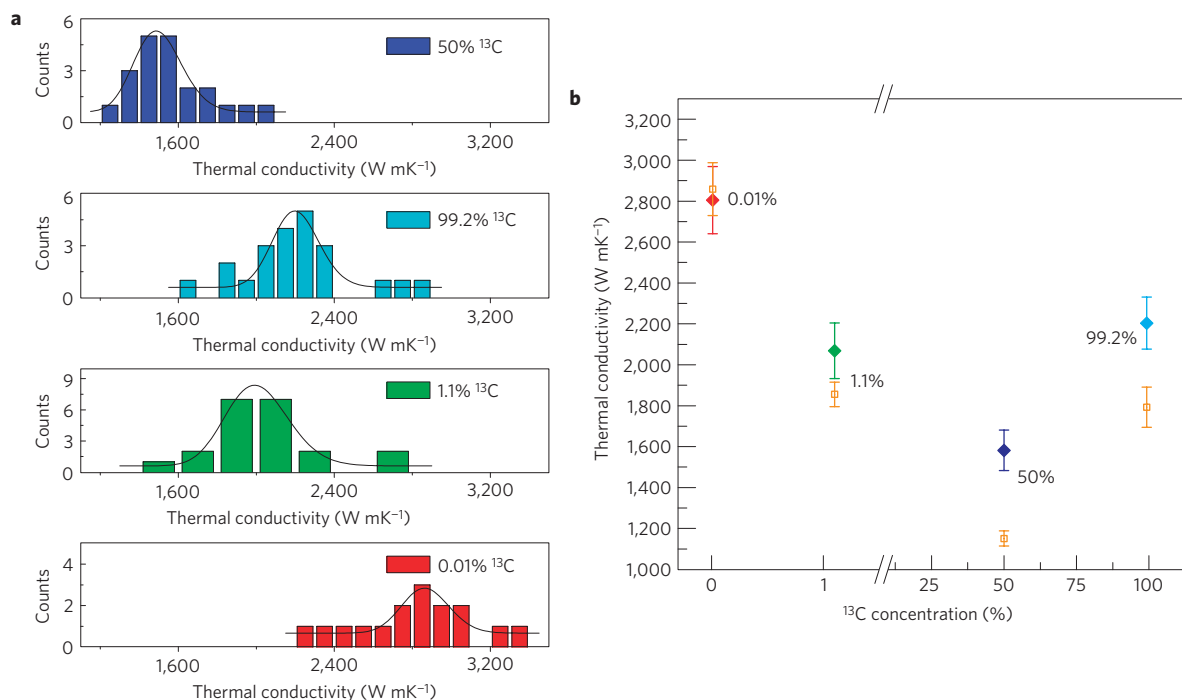 a
6
3
0
Counts
50% ¹³C
1,600 2,400 3,200
Thermal conductivity (W mK⁻¹)
6
3
0
Counts
99.2% ¹³C
1,600 2,400 3,200
Thermal conductivity (W mK⁻¹)
9
6
3
0
Counts
1.1% ¹³C
1,600 2,400 3,200
Thermal conductivity (W mK⁻¹)
4
2
0
Counts
0.01% ¹³C
1,600 2,400 3,200
Thermal conductivity (W mK⁻¹)
b
3,200
3,000
2,800
2,600
2,400
2,200
2,000
1,800
1,600
1,400
1,200
1,000
Thermal conductivity (W mK⁻¹)
0.01%
1.1%
50%
99.2%
0 1 25 50 75 100
¹³C concentration (%)